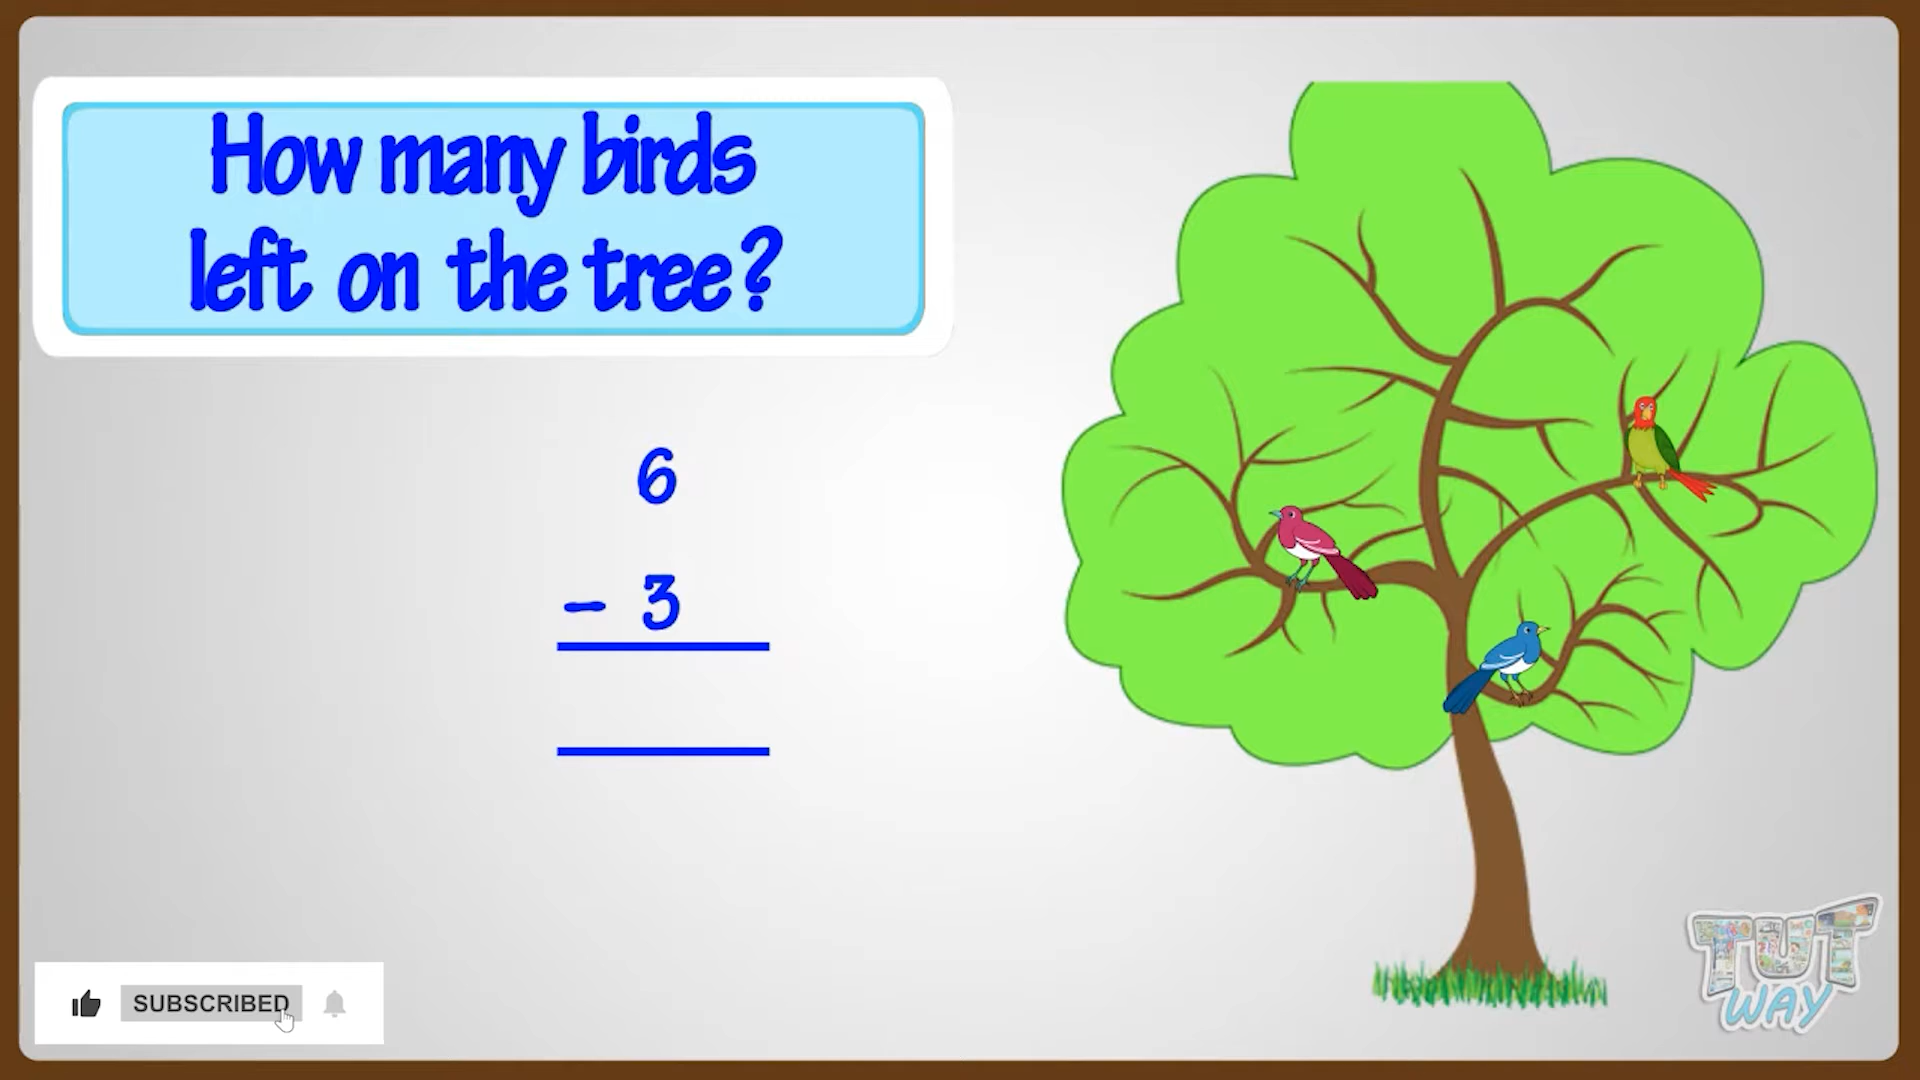 How many birds
left on the tree?
6
- 3
SUBSCRIBED
TUT
WAY